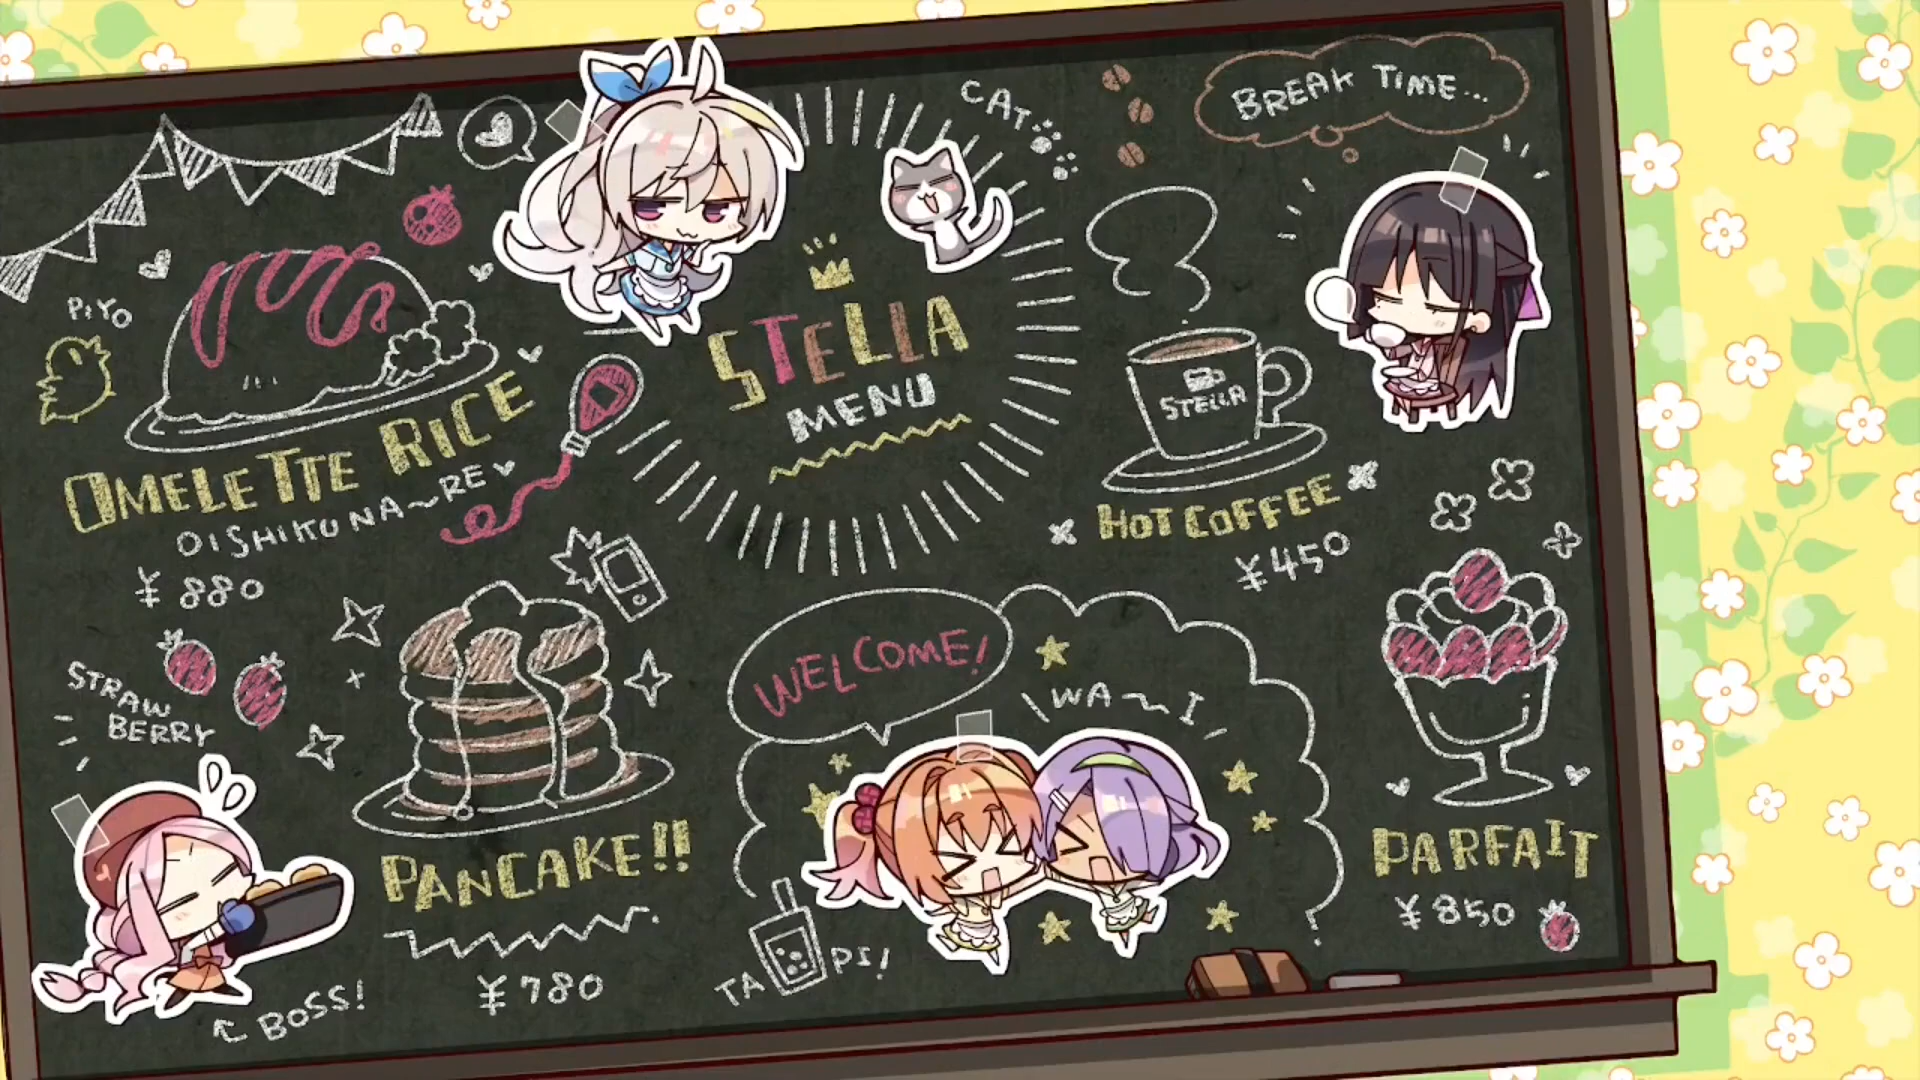 CAT
BREAK TIME...
PIYO
STELLA
MENU
STELLA
OMELETTE RICE
OISHIKUNA〜RE♥
¥880
HOT COFFEE
¥450
STRAW
BERRY
WELCOME!
\WA〜I
PANCAKE!!
¥780
BOSS!
TA PI!
PARFAIT
¥850